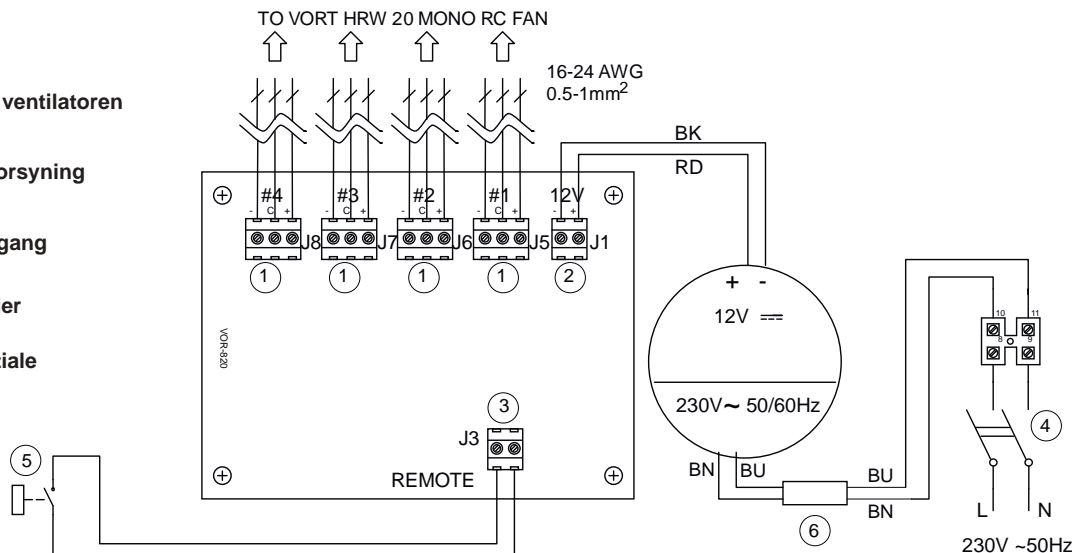 TO VORT HRW 20 MONO RC FAN
16-24 AWG
0.5-1mm²
ventilatoren
orsyning
gang
ler
ziale
BK
RD
#4 #3 #2 #1 12V
- C + - C + - C + - C + - +
J8 J7 J6 J5 J1
1 1 1 1 2
+ -
12V
10 11
8 9
VOR-820
230V~ 50/60Hz
3
J3
4
REMOTE
5
BN BU
BU
BN
6
L N
230V ~50Hz